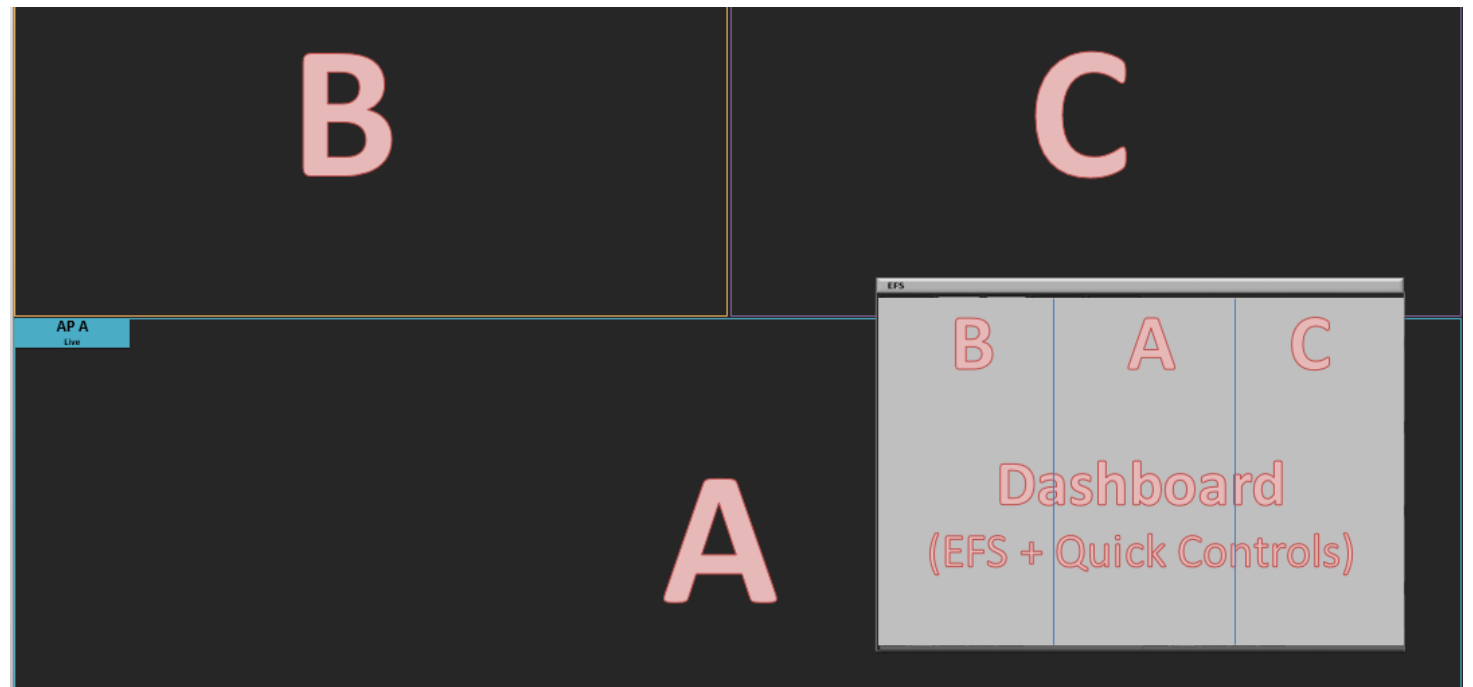 B
C
AP A
Live
A
EFS
B A C
Dashboard
(EFS + Quick Controls)